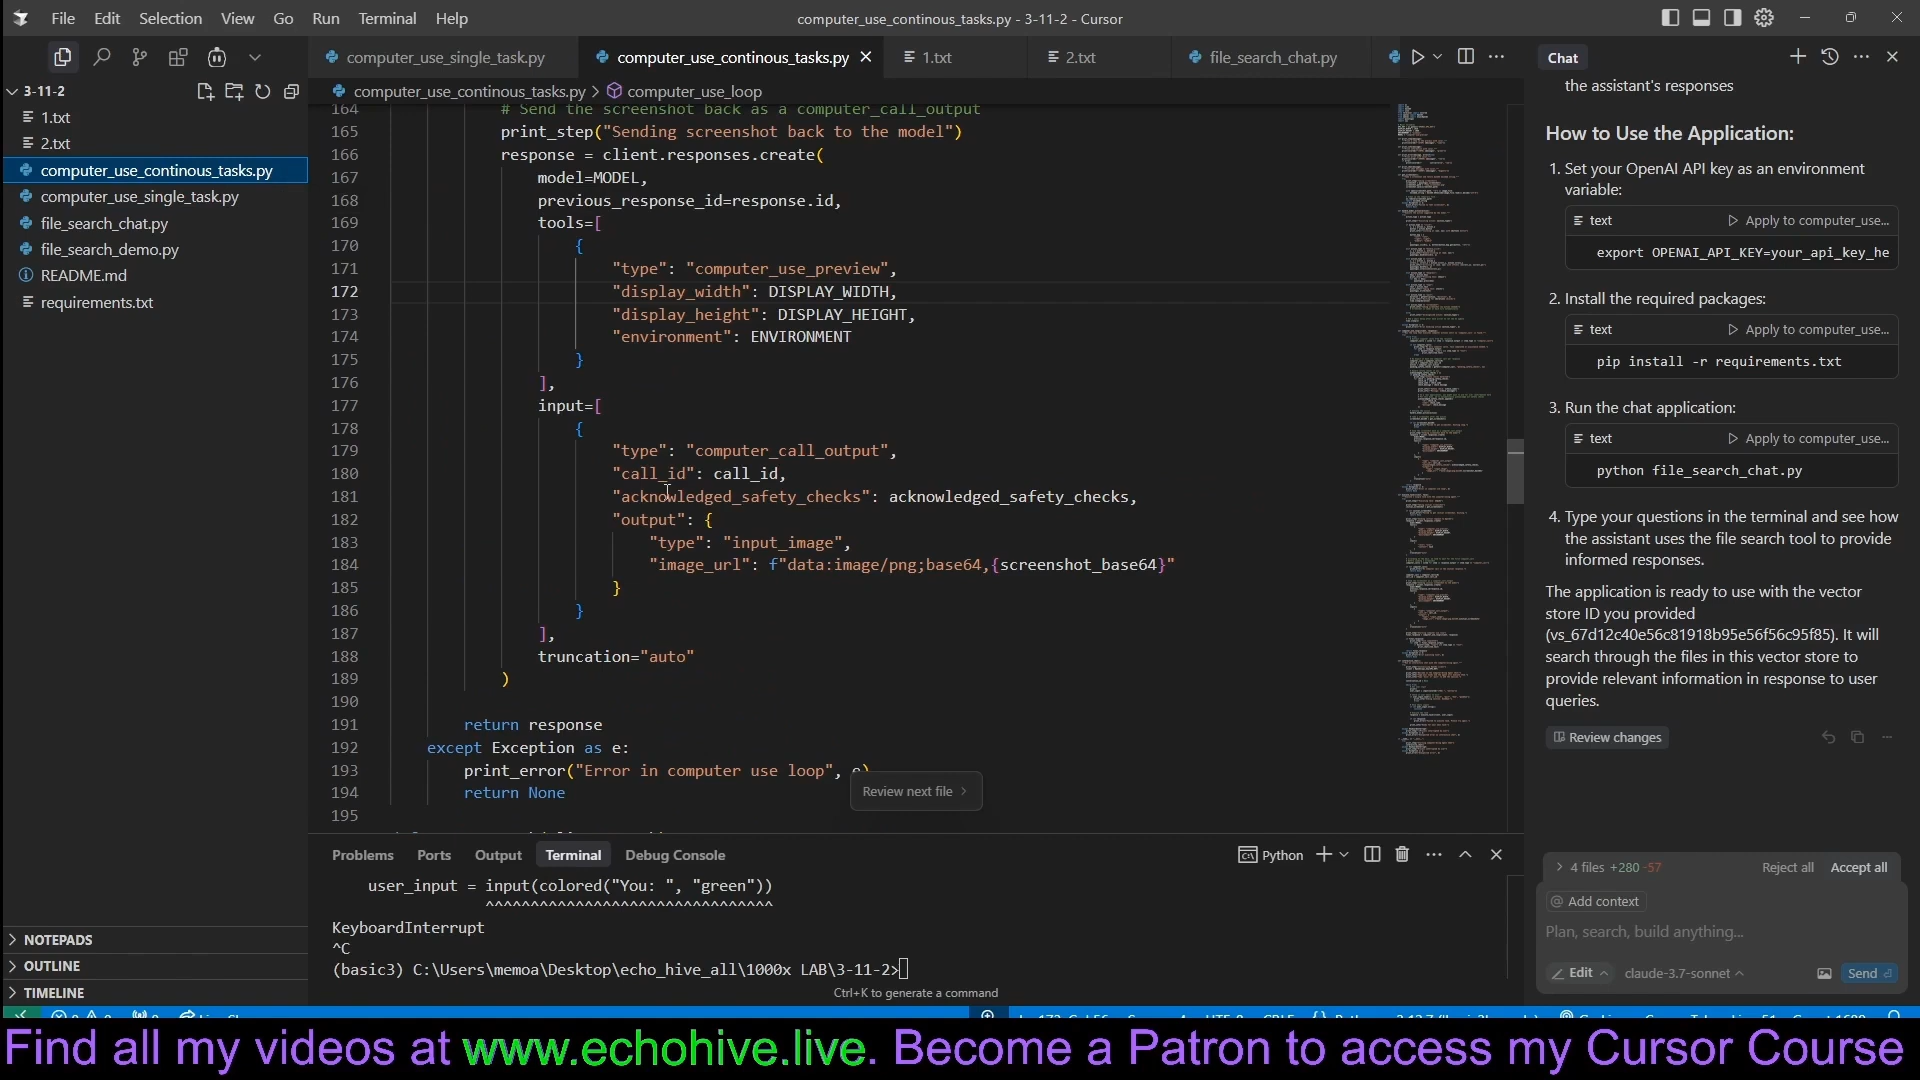 File Edit Selection View Go Run Terminal Help
computer_use_continous_tasks.py - 3-11-2 - Cursor
computer_use_single_task.py
computer_use_continous_tasks.py
1.txt
2.txt
file_search_chat.py
Chat
3-11-2
1.txt
2.txt
computer_use_continous_tasks.py
computer_use_single_task.py
file_search_chat.py
file_search_demo.py
README.md
requirements.txt
NOTEPADS
OUTLINE
TIMELINE
computer_use_continous_tasks.py > computer_use_loop
164 # Send the screenshot back as a computer_call_output
165 print_step("Sending screenshot back to the model")
166 response = client.responses.create(
167 model=MODEL,
168 previous_response_id=response.id,
169 tools=[
170 {
171 "type": "computer_use_preview",
172 "display_width": DISPLAY_WIDTH,
173 "display_height": DISPLAY_HEIGHT,
174 "environment": ENVIRONMENT
175 }
176 ],
177 input=[
178 {
179 "type": "computer_call_output",
180 "call_id": call_id,
181 "acknowledged_safety_checks": acknowledged_safety_checks,
182 "output": {
183 "type": "input_image",
184 "image_url": f"data:image/png;base64,{screenshot_base64}"
185 }
186 }
187 ],
188 truncation="auto"
189 )
190
191 return response
192 except Exception as e:
193 print_error("Error in computer use loop", e)
194 return None
195
Review next file >
Problems Ports Output Terminal Debug Console
Python
user_input = input(colored("You: ", "green"))
^^^^^^^^^^^^^^^^^^^^^^^^^^^^^^^
KeyboardInterrupt
^C
(basic3) C:\Users\memoa\Desktop\echo_hive_all\1000x LAB\3-11-2>
Ctrl+K to generate a command
the assistant's responses
How to Use the Application:
1. Set your OpenAI API key as an environment
variable:
text Apply to computer_use...
export OPENAI_API_KEY=your_api_key_he
2. Install the required packages:
text Apply to computer_use...
pip install -r requirements.txt
3. Run the chat application:
text Apply to computer_use...
python file_search_chat.py
4. Type your questions in the terminal and see how
the assistant uses the file search tool to provide
informed responses.
The application is ready to use with the vector
store ID you provided
(vs_67d12c40e56c81918b95e56f56c95f85). It will
search through the files in this vector store to
provide relevant information in response to user
queries.
Review changes
4 files +280 -57 Reject all Accept all
@ Add context
Plan, search, build anything...
Edit claude-3.7-sonnet Send
Find all my videos at www.echohive.live. Become a Patron to access my Cursor Course